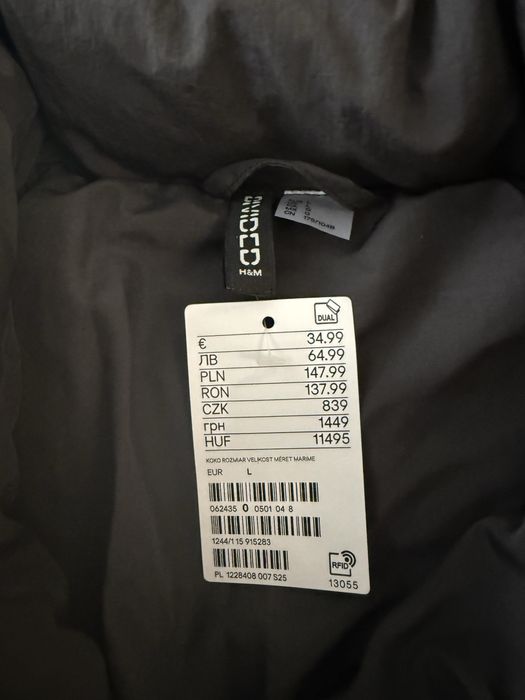 DIVIDED
H&M
175/104B
DUAL
€ 34.99
ЛВ 64.99
PLN 147.99
RON 137.99
CZK 839
грн 1449
HUF 11495
KOKO ROZMIAR VELIKOST MÉRET MARIME
EUR L
062435 0 0501 04 8
1244/1 15 915283
RFID
PL 1228408 007 S25
13055